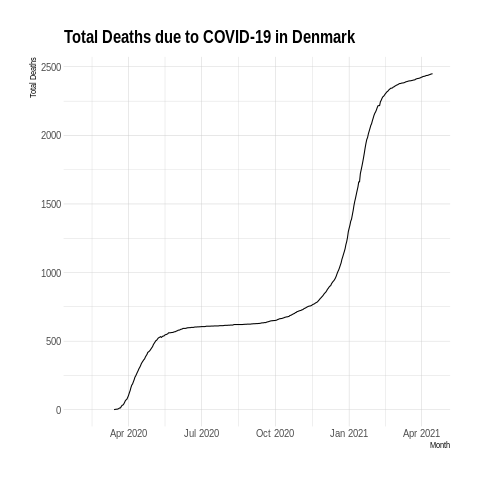 Total Deaths due to COVID-19 in Denmark
Total Deaths
2500
2000
1500
1000
500
0
Apr 2020 Jul 2020 Oct 2020 Jan 2021 Apr 2021
Month